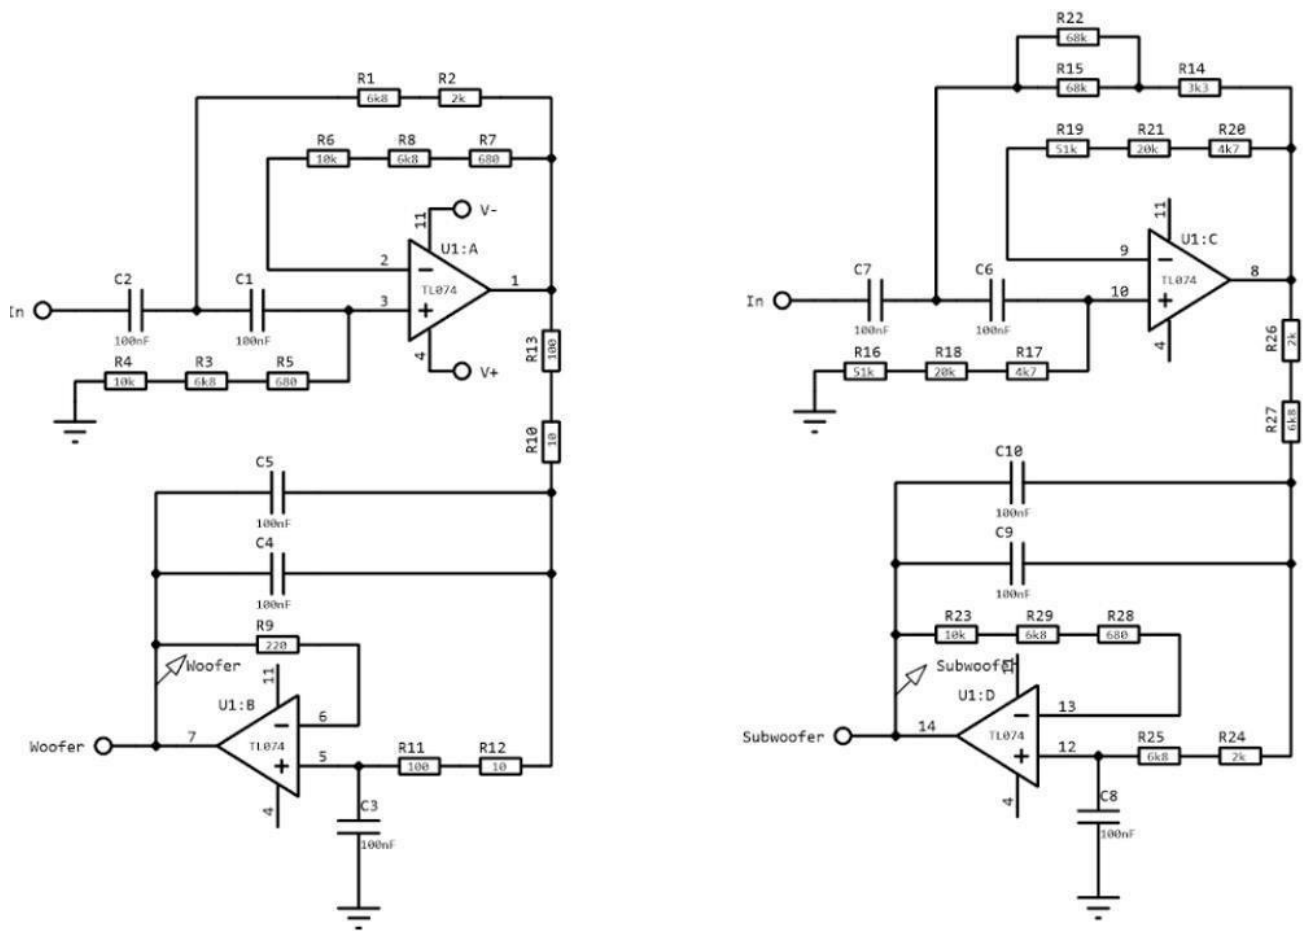 R1 R2
6k8 2k
R6 R8 R7
10k 6k8 680
11 V-
U1:A
2
TL074
1
C2 C1
3
In
100nF 100nF
4 V+
R4 R3 R5
10k 6k8 680
R13 100
R10 10
C5
100nF
C4
100nF
R9
220
Woofer
11
U1:B
6
Woofer 7 TL074
5 R11 R12
100 10
4
C3
100nF
R22
68k
R15 R14
68k 3k3
R19 R21 R20
51k 20k 4k7
11
U1:C
9
TL074
8
C7 C6
10
In
100nF 100nF
4
R16 R18 R17
51k 20k 4k7
R26 2k
R27 6k8
C10
100nF
C9
100nF
R23 R29 R28
10k 6k8 680
Subwoofer
11
U1:D
13
Subwoofer 14 TL074
12 R25 R24
6k8 2k
4
C8
100nF